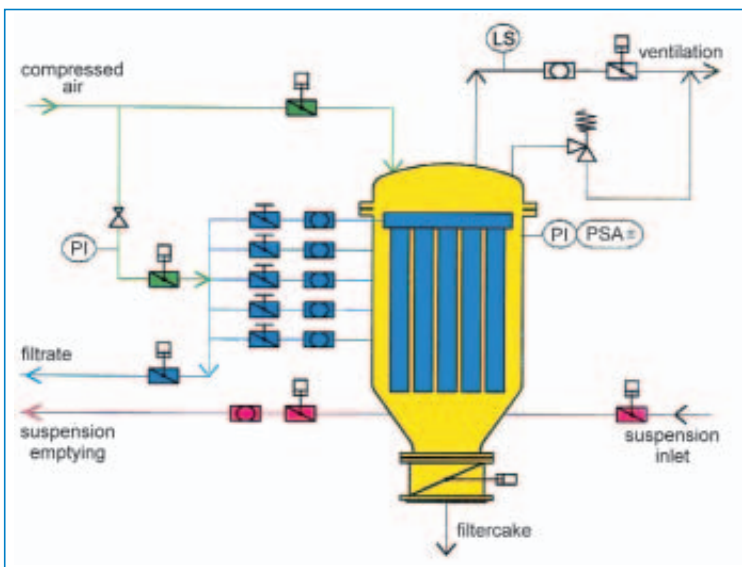 LS
ventilation
compressed
air
PI
PI
PSA ±
filtrate
suspension
emptying
suspension
inlet
filtercake